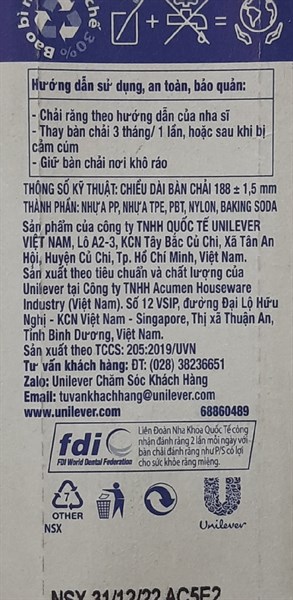 30%
+ =
Hướng dẫn sử dụng, an toàn, bảo quản:
- Chải răng theo hướng dẫn của nha sĩ
- Thay bàn chải 3 tháng/ 1 lần, hoặc sau khi bị
cảm cúm
- Giữ bàn chải nơi khô ráo
THÔNG SỐ KỸ THUẬT: CHIỀU DÀI BÀN CHẢI 188 ± 1,5 mm
THÀNH PHẦN: NHỰA PP, NHỰA TPE, PBT, NYLON, BAKING SODA
Sản phẩm của công ty TNHH QUỐC TẾ UNILEVER
VIỆT NAM, Lô A2-3, KCN Tây Bắc Củ Chi, Xã Tân An
Hội, Huyện Củ Chi, Tp. Hồ Chí Minh, Việt Nam.
Sản xuất theo tiêu chuẩn và chất lượng của
Unilever tại Công ty TNHH Acumen Houseware
Industry (Việt Nam). Số 12 VSIP, đường Đại Lộ Hữu
Nghị - KCN Việt Nam - Singapore, Thị xã Thuận An,
Tỉnh Bình Dương, Việt Nam.
Sản xuất theo TCCS: 205:2019/UVN
Tư vấn khách hàng: ĐT: (028) 38236651
Zalo: Unilever Chăm Sóc Khách Hàng
Email: tuvankhachhang@unilever.com
www.unilever.com 68860489
fdi
FDI World Dental Federation
Liên Đoàn Nha Khoa Quốc Tế công
nhận đánh răng 2 lần mỗi ngày với
bàn chải đánh răng như P/S có lợi
cho sức khỏe răng miệng.
7
OTHER
NSX
Unilever
NSX 31/12/22 AC5E2